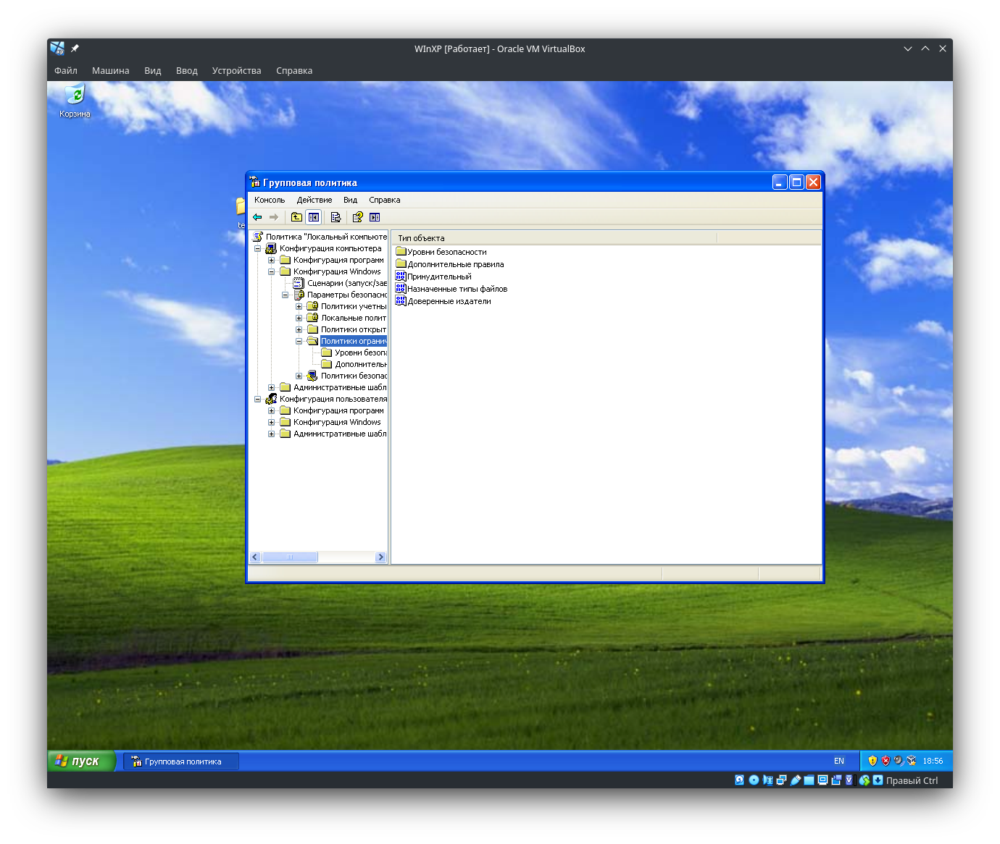 WInXP [Работает] - Oracle VM VirtualBox
Файл Машина Вид Ввод Устройства Справка
Корзина
te
Групповая политика
Консоль Действие Вид Справка
Политика "Локальный компьюте
Конфигурация компьютера
Конфигурация программ
Конфигурация Windows
Сценарии (запуск/зав
Параметры безопасно
Политики учетны
Локальные полит
Политики открыт
Политики огранич
Уровни безопа
Дополнительн
Политики безопас
Административные шабл
Конфигурация пользователя
Конфигурация программ
Конфигурация Windows
Административные шабл
Тип объекта
Уровни безопасности
Дополнительные правила
Принудительный
Назначенные типы файлов
Доверенные издатели
пуск
Групповая политика
EN
18:56
Правый Ctrl